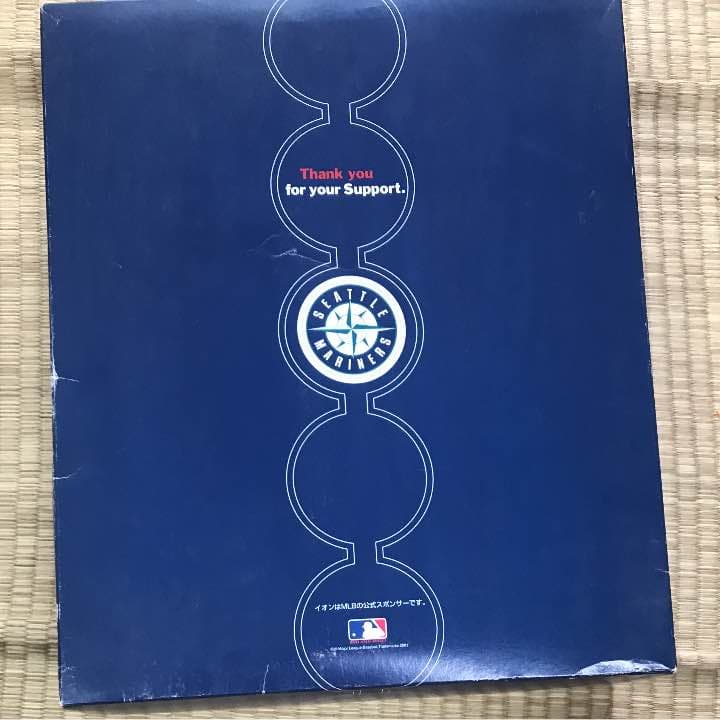 Thank you
for your Support.
SEATTLE
MARINERS
イオンはMLBの公式スポンサーです。